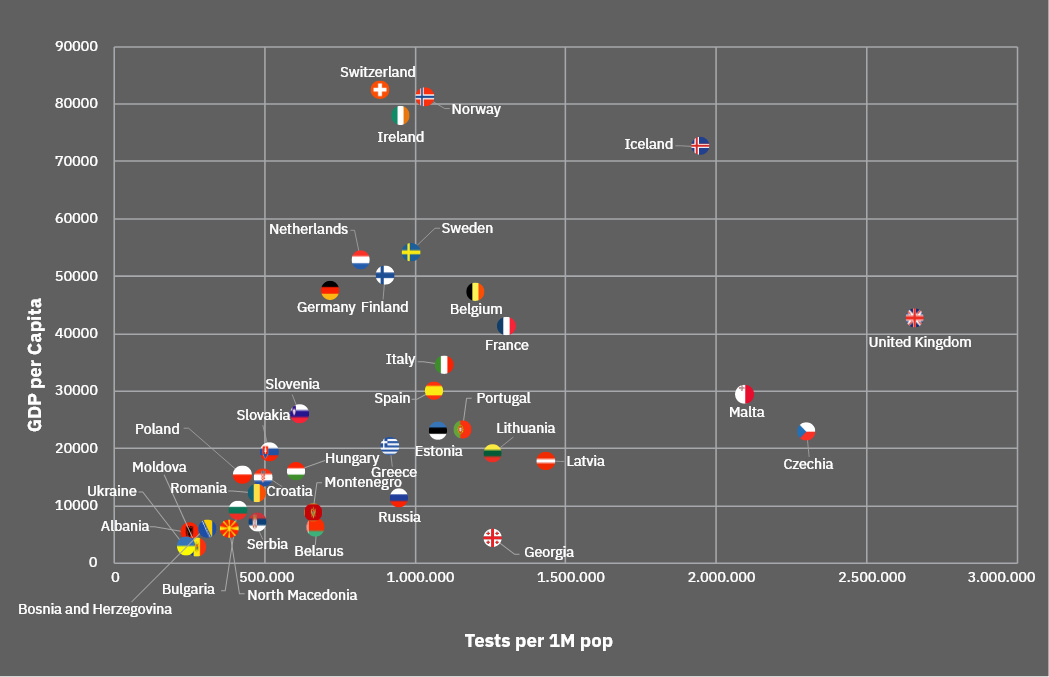 90000
Switzerland
80000
Norway
Ireland
Iceland
70000
60000
Netherlands
Sweden
50000
Germany
Finland
Belgium
GDP per Capita
40000
United Kingdom
France
Italy
30000
Slovenia
Spain
Portugal
Malta
Slovakia
Poland
Lithuania
20000
Estonia
Hungary
Latvia
Czechia
Moldova
Greece
Montenegro
Ukraine
Romania
Croatia
10000
Russia
Albania
Serbia
Belarus
Georgia
0
0
500.000
1.000.000
1.500.000
2.000.000
2.500.000
3.000.000
Bulgaria
North Macedonia
Bosnia and Herzegovina
Tests per 1M pop